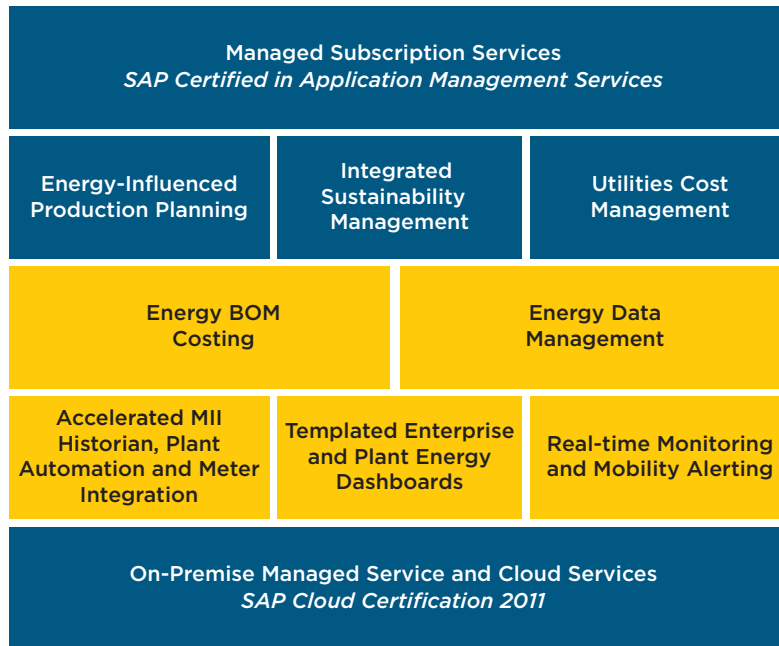 Managed Subscription Services
SAP Certified in Application Management Services
Energy-Influenced
Production Planning
Integrated
Sustainability
Management
Utilities Cost
Management
Energy BOM
Costing
Energy Data
Management
Accelerated MII
Historian, Plant
Automation and Meter
Integration
Templated Enterprise
and Plant Energy
Dashboards
Real-time Monitoring
and Mobility Alerting
On-Premise Managed Service and Cloud Services
SAP Cloud Certification 2011